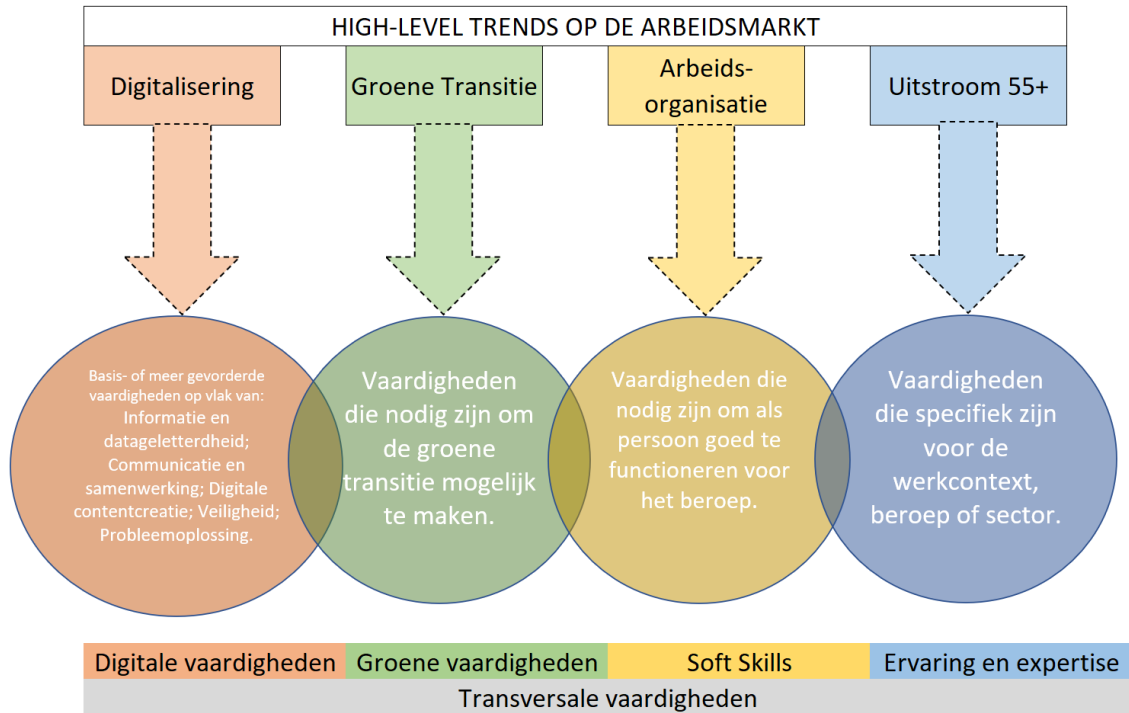 HIGH-LEVEL TRENDS OP DE ARBEIDSMARKT
Digitalisering
Groene Transitie
Arbeids-
organisatie
Uitstroom 55+
Basis- of meer gevorderde
vaardigheden op vlak van:
Informatie en
datageletterdheid;
Communicatie en
samenwerking; Digitale
contentcreatie; Veiligheid;
Probleemoplossing.
Vaardigheden
die nodig zijn om
de groene
transitie mogelijk
te maken.
Vaardigheden die
nodig zijn om als
persoon goed te
functioneren voor
het beroep.
Vaardigheden
die specifiek zijn
voor de
werkcontext,
beroep of sector.
Digitale vaardigheden
Groene vaardigheden
Soft Skills
Ervaring en expertise
Transversale vaardigheden